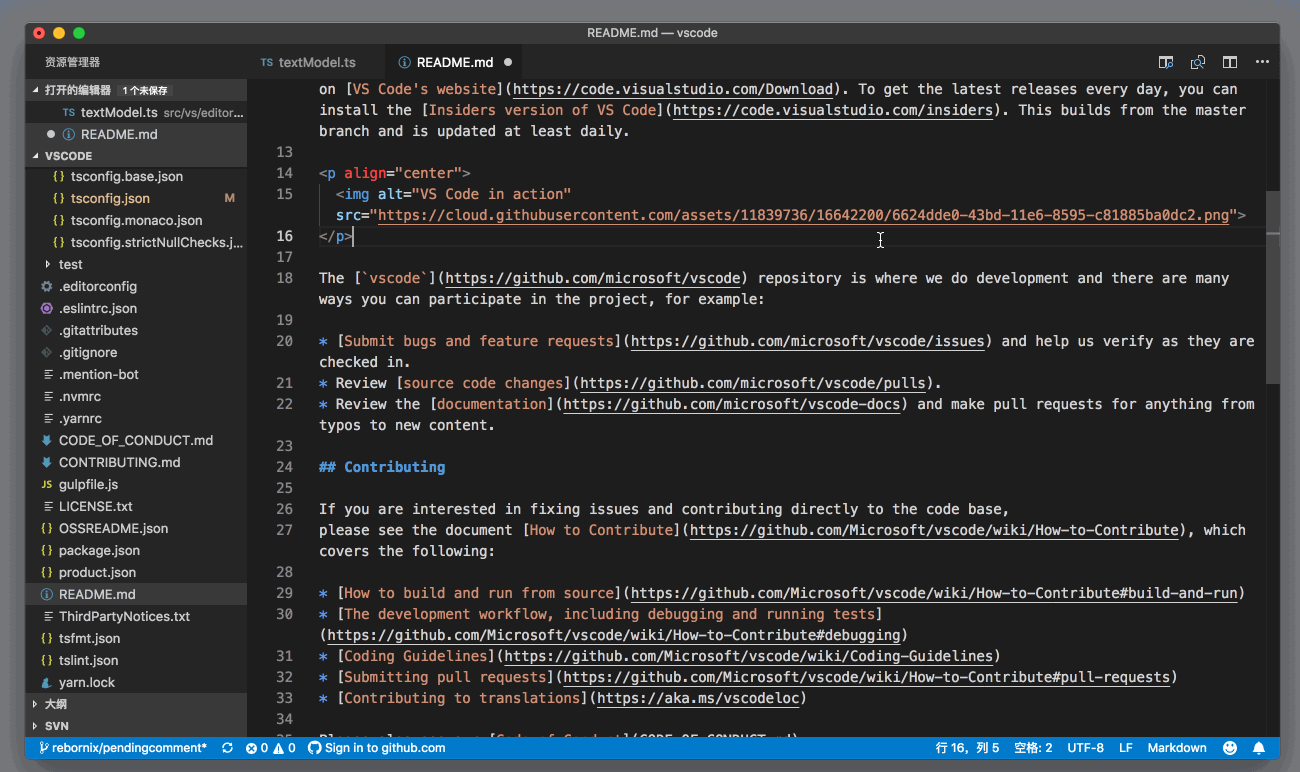 README.md — vscode
资源管理器
TS textModel.ts
README.md
打开的编辑器 1 个未保存
TS textModel.ts src/vs/editor...
README.md
VSCODE
{ } tsconfig.base.json
{ } tsconfig.json M
{ } tsconfig.monaco.json
{ } tsconfig.strictNullChecks.j...
test
.editorconfig
.eslintrc.json
.gitattributes
.gitignore
.mention-bot
.nvmrc
.yarnrc
CODE_OF_CONDUCT.md
CONTRIBUTING.md
JS gulpfile.js
LICENSE.txt
{ } OSSREADME.json
{ } package.json
{ } product.json
README.md
ThirdPartyNotices.txt
{ } tsfmt.json
{ } tslint.json
yarn.lock
大纲
SVN
on [VS Code's website](https://code.visualstudio.com/Download). To get the latest releases every day, you can
install the [Insiders version of VS Code](https://code.visualstudio.com/insiders). This builds from the master
branch and is updated at least daily.
13
14 <p align="center">
15 <img alt="VS Code in action"
src="https://cloud.githubusercontent.com/assets/11839736/16642200/6624dde0-43bd-11e6-8595-c81885ba0dc2.png">
16 </p>
17
18 The [`vscode`](https://github.com/microsoft/vscode) repository is where we do development and there are many
ways you can participate in the project, for example:
19
20 * [Submit bugs and feature requests](https://github.com/microsoft/vscode/issues) and help us verify as they are
checked in.
21 * Review [source code changes](https://github.com/microsoft/vscode/pulls).
22 * Review the [documentation](https://github.com/microsoft/vscode-docs) and make pull requests for anything from
typos to new content.
23
24 ## Contributing
25
26 If you are interested in fixing issues and contributing directly to the code base,
27 please see the document [How to Contribute](https://github.com/Microsoft/vscode/wiki/How-to-Contribute), which
covers the following:
28
29 * [How to build and run from source](https://github.com/Microsoft/vscode/wiki/How-to-Contribute#build-and-run)
30 * [The development workflow, including debugging and running tests]
(https://github.com/Microsoft/vscode/wiki/How-to-Contribute#debugging)
31 * [Coding Guidelines](https://github.com/Microsoft/vscode/wiki/Coding-Guidelines)
32 * [Submitting pull requests](https://github.com/Microsoft/vscode/wiki/How-to-Contribute#pull-requests)
33 * [Contributing to translations](https://aka.ms/vscodeloc)
34
rebornix/pendingcomment* 0 0 Sign in to github.com 行 16，列 5 空格: 2 UTF-8 LF Markdown